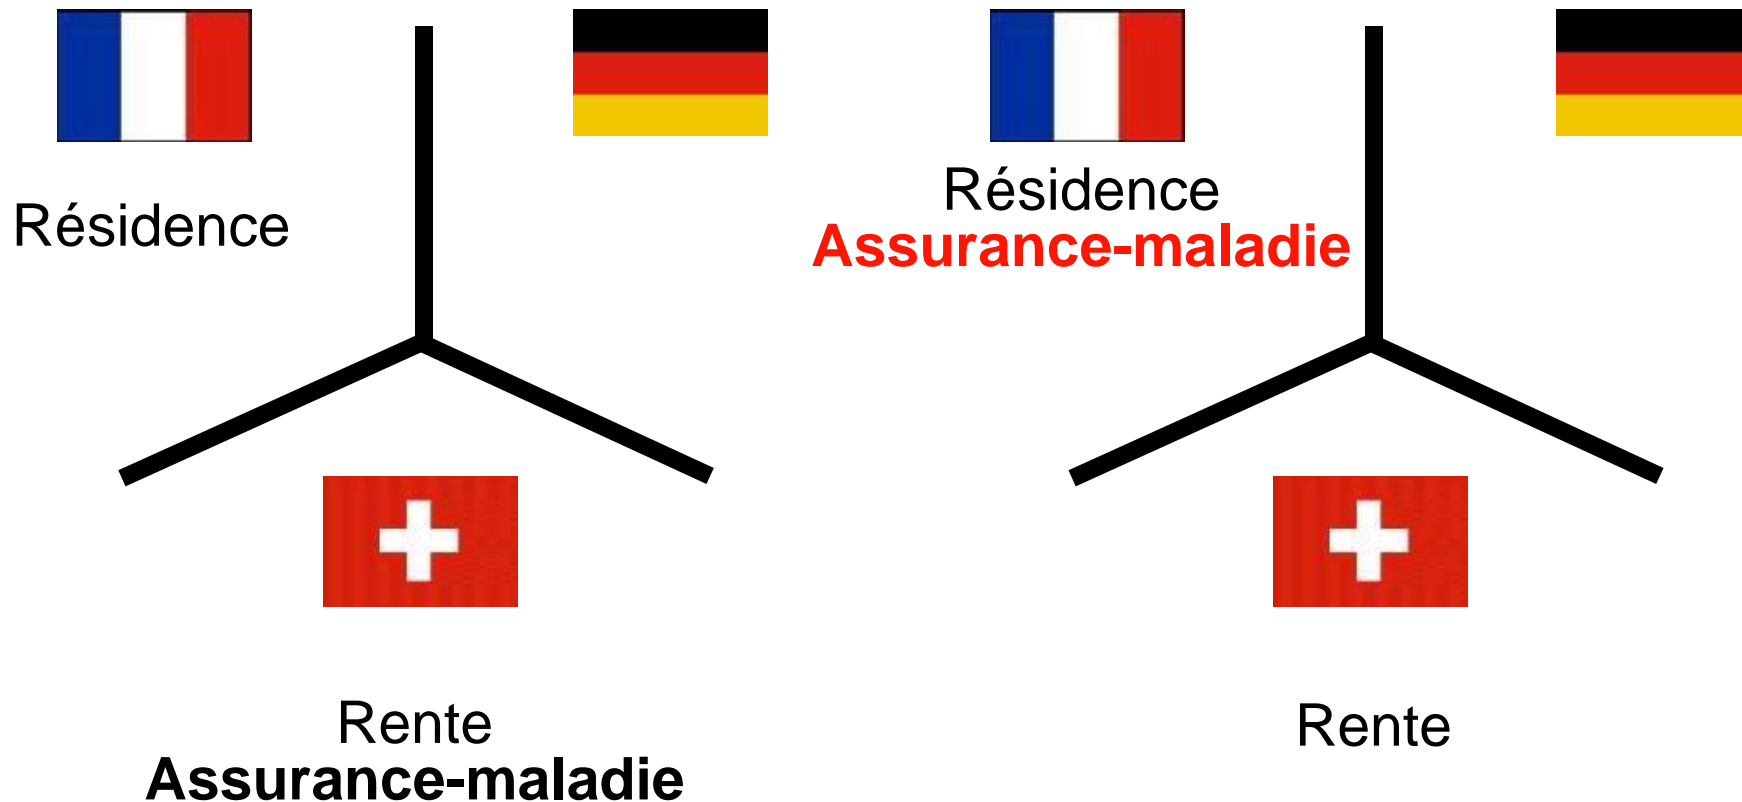 Résidence
Rente
Assurance-maladie
Résidence
Assurance-maladie
Rente